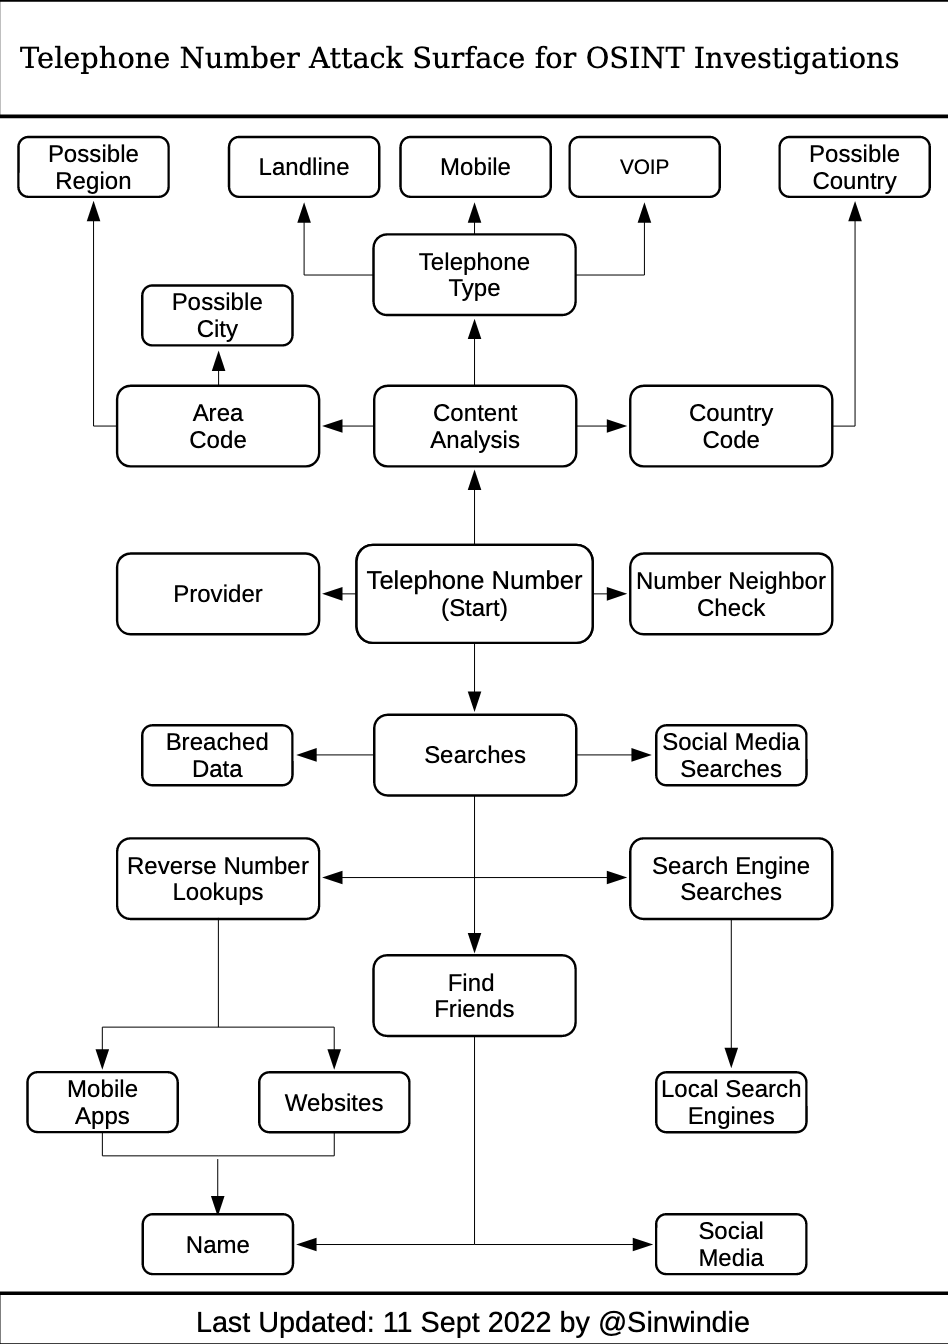 Telephone Number Attack Surface for OSINT Investigations
Possible
Region
Landline
Mobile
VOIP
Possible
Country
Telephone
Type
Possible
City
Area
Code
Content
Analysis
Country
Code
Provider
Telephone Number
(Start)
Number Neighbor
Check
Breached
Data
Searches
Social Media
Searches
Reverse Number
Lookups
Search Engine
Searches
Find
Friends
Mobile
Apps
Websites
Local Search
Engines
Name
Social
Media
Last Updated: 11 Sept 2022 by @Sinwindie